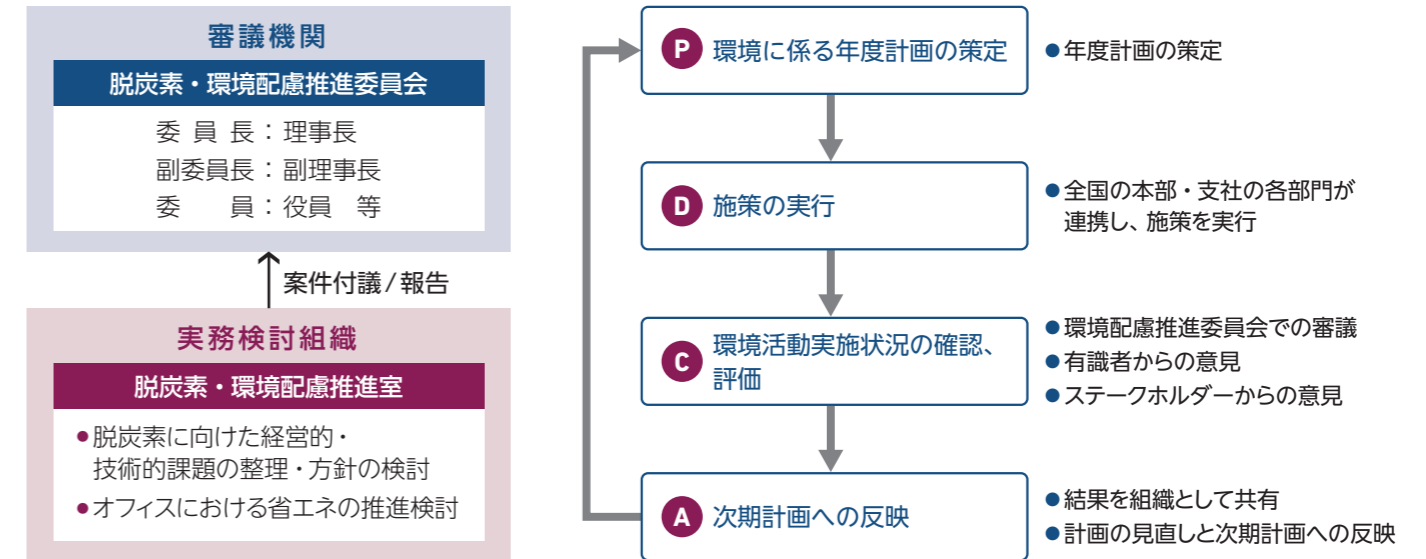 審議機関
脱炭素・環境配慮推進委員会
委員長：理事長
副委員長：副理事長
委　員：役員 等
案件付議/報告
実務検討組織
脱炭素・環境配慮推進室
●脱炭素に向けた経営的・
技術的課題の整理・方針の検討
●オフィスにおける省エネの推進検討
P 環境に係る年度計画の策定
●年度計画の策定
D 施策の実行
●全国の本部・支社の各部門が
連携し、施策を実行
C 環境活動実施状況の確認、
評価
●環境配慮推進委員会での審議
●有識者からの意見
●ステークホルダーからの意見
A 次期計画への反映
●結果を組織として共有
●計画の見直しと次期計画への反映